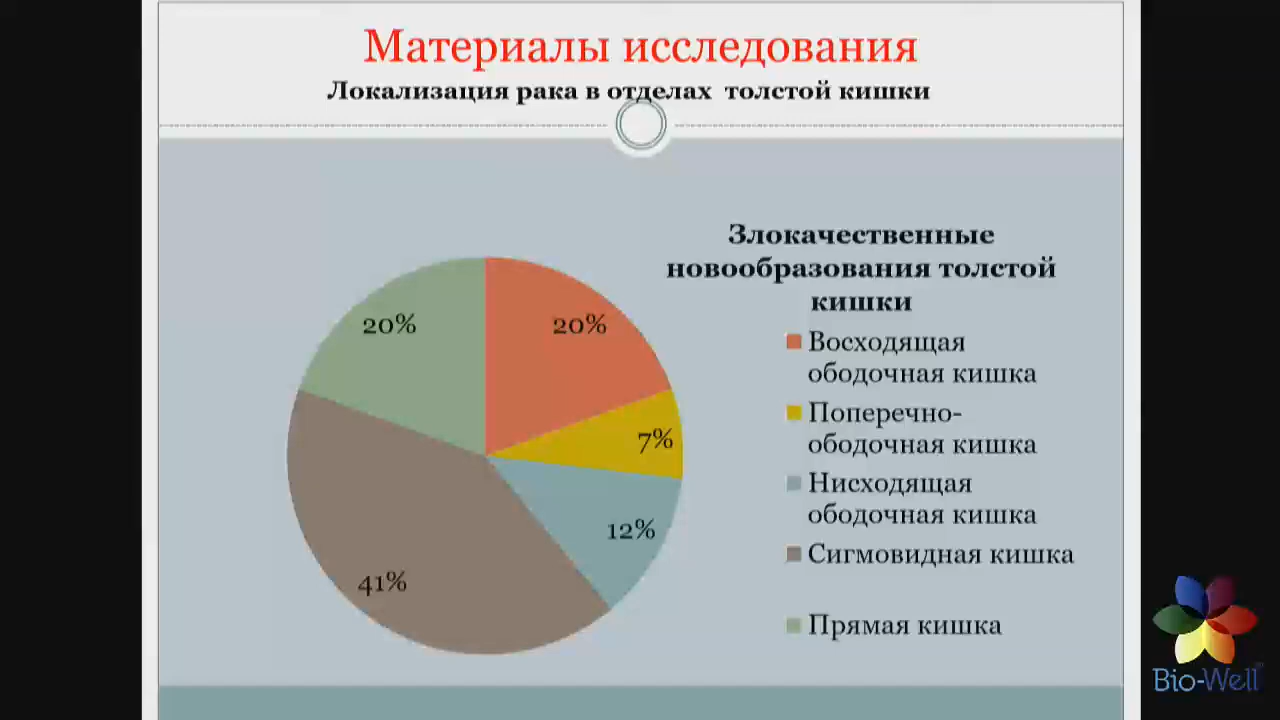 Материалы исследования
Локализация рака в отделах толстой кишки
Злокачественные
новообразования толстой
кишки
20%
20%
7%
12%
41%
Восходящая
ободочная кишка
Поперечно-
ободочная кишка
Нисходящая
ободочная кишка
Сигмовидная кишка
Прямая кишка
Bio-Well